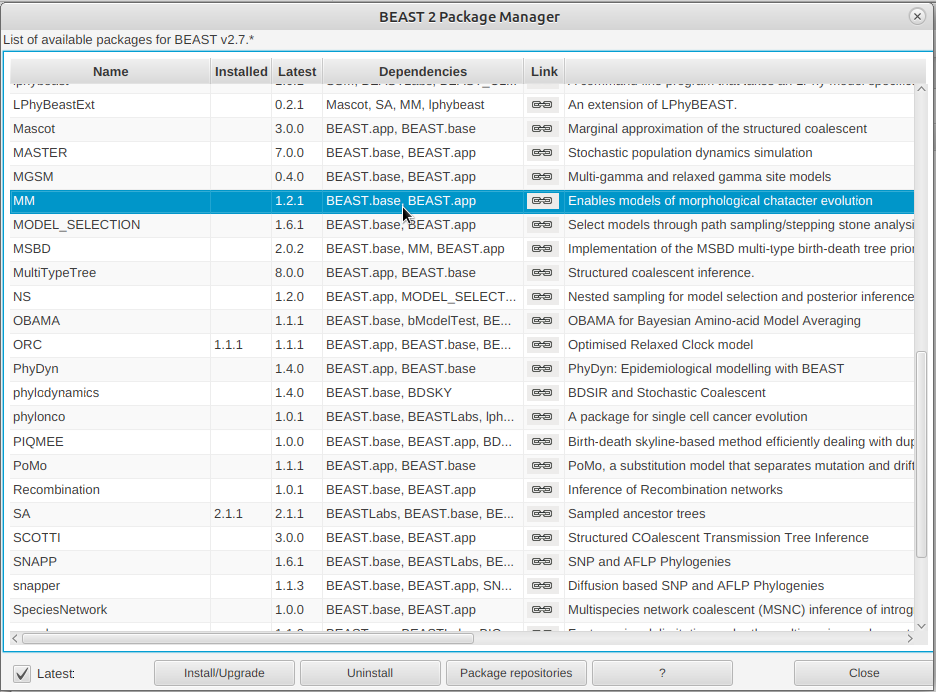 BEAST 2 Package Manager
List of available packages for BEAST v2.7.*
Name Installed Latest Dependencies Link
LPhyBeastExt 0.2.1 Mascot, SA, MM, lphybeast An extension of LPhyBEAST.
Mascot 3.0.0 BEAST.app, BEAST.base Marginal approximation of the structured coalescent
MASTER 7.0.0 BEAST.base, BEAST.app Stochastic population dynamics simulation
MGSM 0.4.0 BEAST.base, BEAST.app Multi-gamma and relaxed gamma site models
MM 1.2.1 BEAST.base, BEAST.app Enables models of morphological chatacter evolution
MODEL_SELECTION 1.6.1 BEAST.base, BEAST.app Select models through path sampling/stepping stone analysi
MSBD 2.0.2 BEAST.base, MM, BEAST.app Implementation of the MSBD multi-type birth-death tree prior
MultiTypeTree 8.0.0 BEAST.app, BEAST.base Structured coalescent inference.
NS 1.2.0 BEAST.app, MODEL_SELECT... Nested sampling for model selection and posterior inference
OBAMA 1.1.1 BEAST.base, bModelTest, BE... OBAMA for Bayesian Amino-acid Model Averaging
ORC 1.1.1 1.1.1 BEAST.app, BEAST.base, BE... Optimised Relaxed Clock model
PhyDyn 1.4.0 BEAST.app, BEAST.base PhyDyn: Epidemiological modelling with BEAST
phylodynamics 1.4.0 BEAST.base, BDSKY BDSIR and Stochastic Coalescent
phylonco 1.0.1 BEAST.base, BEASTLabs, lph... A package for single cell cancer evolution
PIQMEE 1.0.0 BEAST.base, BEAST.app, BD... Birth-death skyline-based method efficiently dealing with dup
PoMo 1.1.1 BEAST.app, BEAST.base PoMo, a substitution model that separates mutation and drift
Recombination 1.0.1 BEAST.base, BEAST.app Inference of Recombination networks
SA 2.1.1 2.1.1 BEASTLabs, BEAST.base, BE... Sampled ancestor trees
SCOTTI 3.0.0 BEAST.base, BEAST.app Structured COalescent Transmission Tree Inference
SNAPP 1.6.1 BEAST.base, BEASTLabs, BE... SNP and AFLP Phylogenies
snapper 1.1.3 BEAST.base, BEAST.app, SN... Diffusion based SNP and AFLP Phylogenies
SpeciesNetwork 1.0.0 BEAST.base, BEAST.app Multispecies network coalescent (MSNC) inference of introg
Latest: Install/Upgrade Uninstall Package repositories ? Close